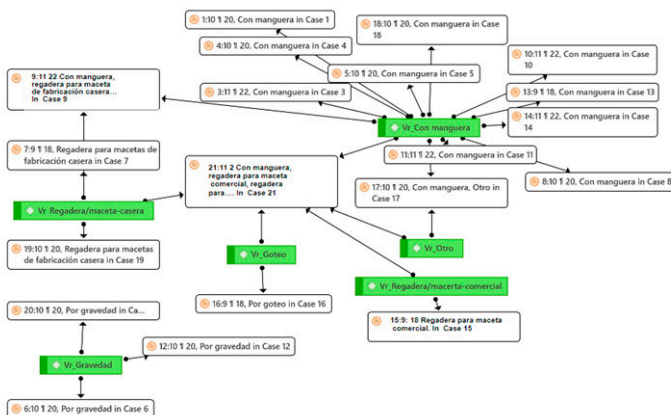 1:10 ¶ 20, Con manguera in Case 1
18:10 ¶ 20, Con manguera in Case
18
4:10 ¶ 20, Con manguera in Case 4
10:11 ¶ 22, Con manguera in Case
10
5:10 ¶ 20, Con manguera in Case 5
9:11 22 Con manguera,
regadera para maceta
de fabricación casera...
In Case 9
3:11 ¶ 22, Con manguera in Case 3
13:9 ¶ 18, Con manguera in Case 13
14:11 ¶ 22, Con manguera in Case
14
Vr_Con manguera
7:9 ¶ 18, Regadera para macetas de
fabricación casera in Case 7
11:11 ¶ 22, Con manguera in Case 11
21:11 2 Con manguera,
regadera para maceta
comercial, regadera
para.... In Case 21
8:10 ¶ 20, Con manguera in Case 8
17:10 ¶ 20, Con manguera, Otro in
Case 17
Vr_Regadera/maceta-casera
19:10 ¶ 20, Regadera para macetas
de fabricación casera in Case 19
Vr_Goteo
Vr_Otro
Vr_Regadera/macerta-comercial
16:9 ¶ 18, Por goteo in Case 16
20:10 ¶ 20, Por gravedad in Ca...
15:9: 18 Regadera para maceta
comercial. In Case 15
12:10 ¶ 20, Por gravedad in Case 12
Vr_Gravedad
6:10 ¶ 20, Por gravedad in Case 6